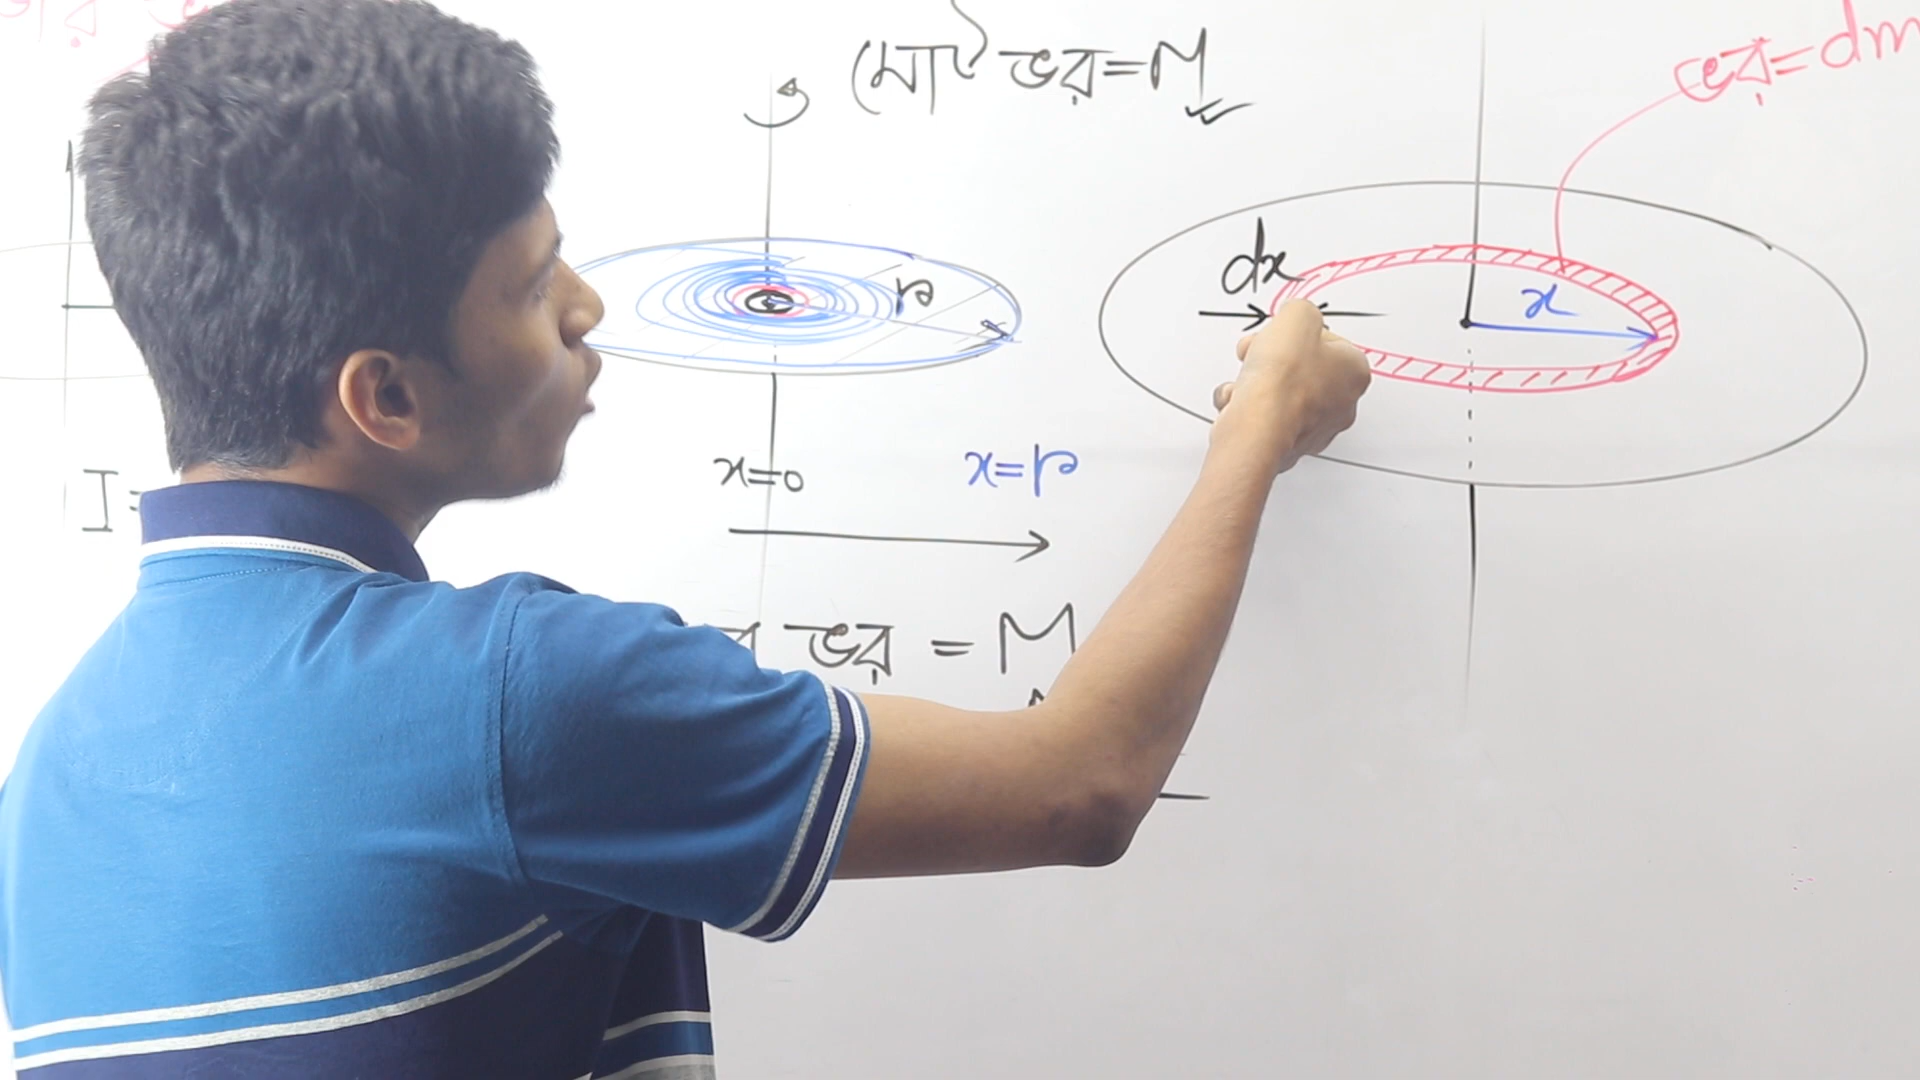 মোট ভর = M
ভর = dm
dx
x
r
I =
x=0
x=r
ভর = M